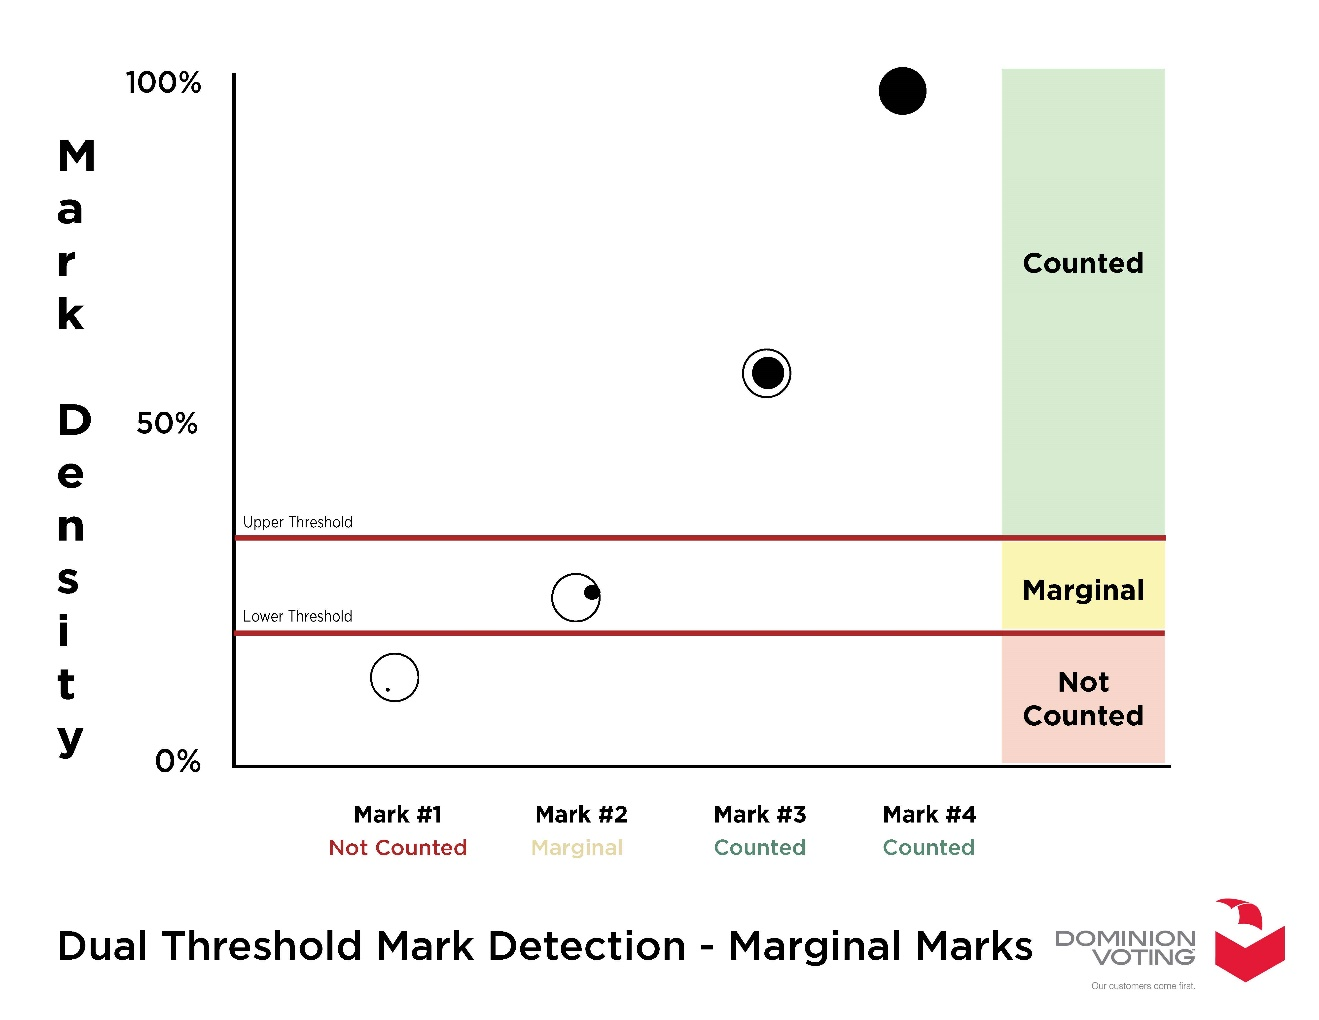 100%
Mark Density
50%
0%
Counted
Upper Threshold
Marginal
Lower Threshold
Not
Counted
Mark #1
Not Counted
Mark #2
Marginal
Mark #3
Counted
Mark #4
Counted
Dual Threshold Mark Detection - Marginal Marks
DOMINION
VOTING
Our customers come first.